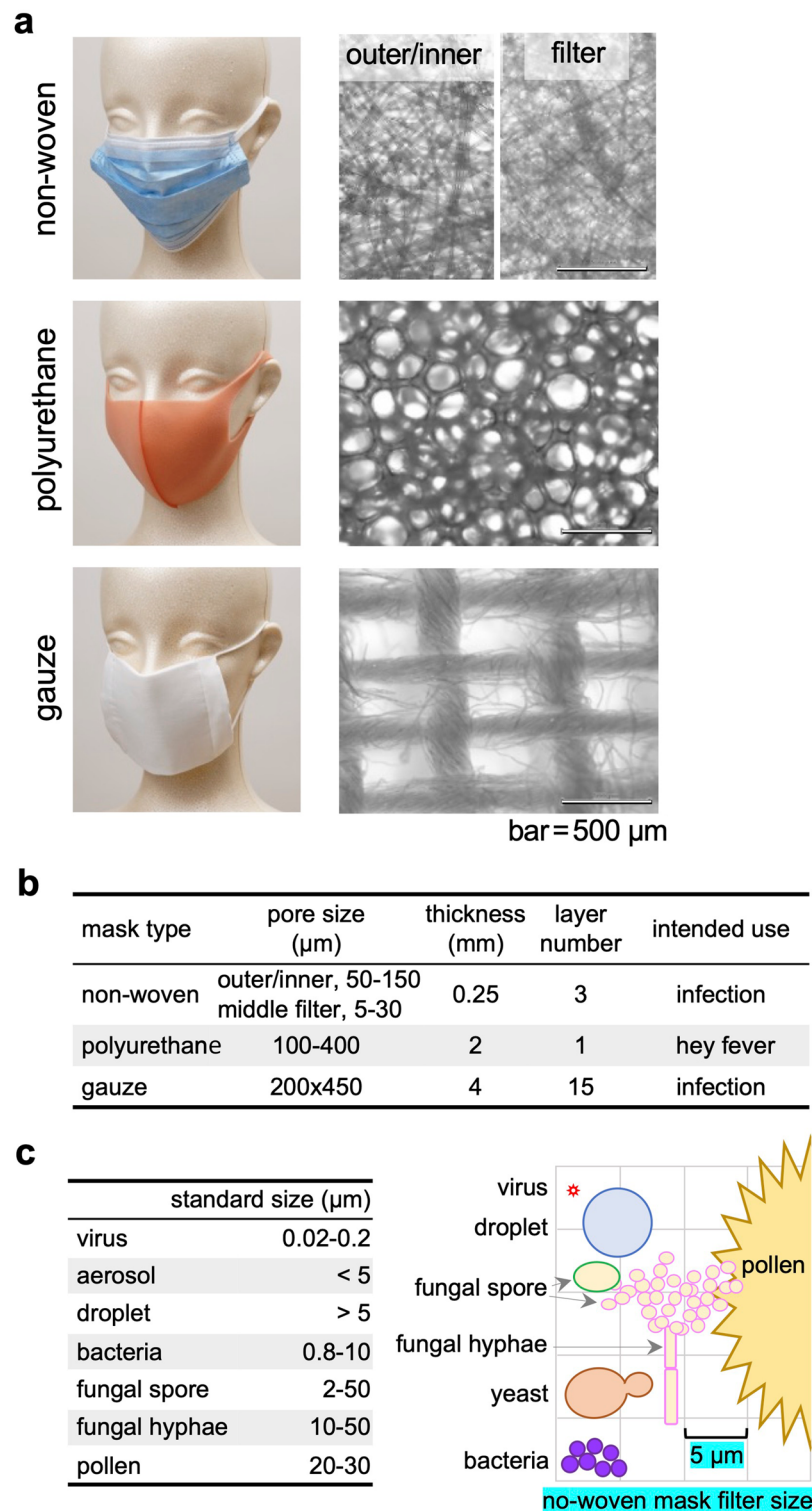 a
non-woven
outer/inner
filter
polyurethane
gauze
bar=500 µm
b
mask type pore size (µm) thickness (mm) layer number intended use
non-woven outer/inner, 50-150 middle filter, 5-30 0.25 3 infection
polyurethane 100-400 2 1 hey fever
gauze 200x450 4 15 infection
c
standard size (µm)
virus 0.02-0.2
aerosol < 5
droplet > 5
bacteria 0.8-10
fungal spore 2-50
fungal hyphae 10-50
pollen 20-30
virus
droplet
pollen
fungal spore
fungal hyphae
yeast
5 µm
bacteria
no-woven mask filter size